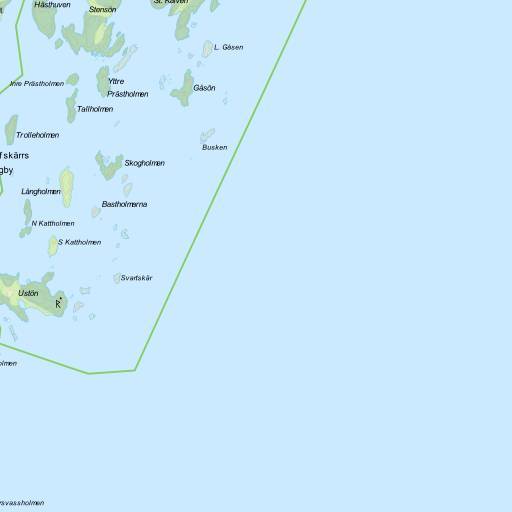 Hästhuven
Stensön
St. Kalven
L. Gåsen
Inre Prästholmen
Yttre
Prästholmen
Gåsön
Tallholmen
Trolleholmen
Busken
fskärrs
gby
Skogholmen
Långholmen
Bastholmarna
N Kattholmen
S Kattholmen
Svartskär
Ustön
R
olmen
rsvassholmen